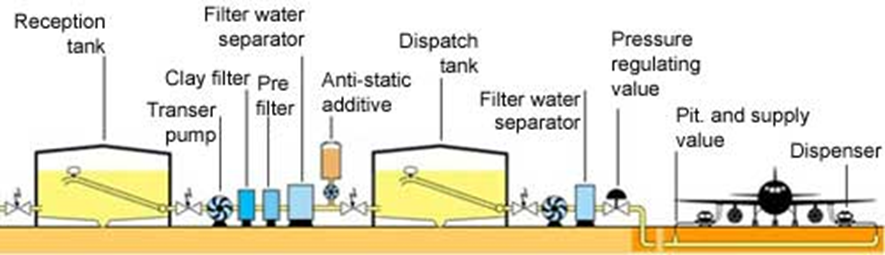 Reception
tank
Filter water
separator
Clay filter
Pre
filter
Transer
pump
Anti-static
additive
Dispatch
tank
Filter water
separator
Pressure
regulating
value
Pit. and supply
value
Dispenser